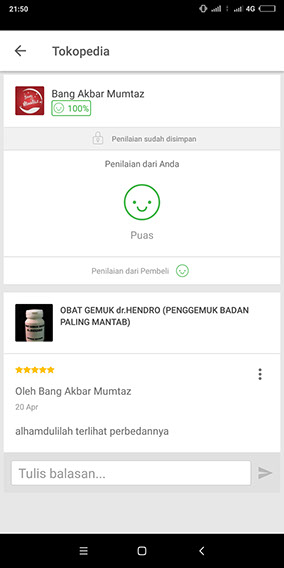 21:50
4G
Tokopedia
Bang Akbar Mumtaz
100%
Penilaian sudah disimpan
Penilaian dari Anda
Puas
Penilaian dari Pembeli
OBAT GEMUK dr.HENDRO (PENGGEMUK BADAN
PALING MANTAB)
Oleh Bang Akbar Mumtaz
20 Apr
alhamdulilah terlihat perbedannya
Tulis balasan...